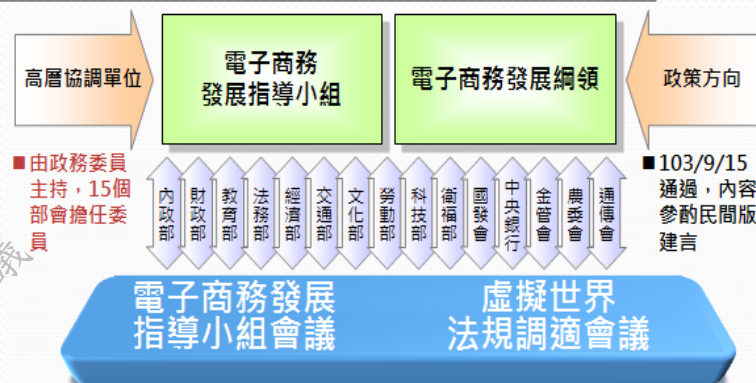 高層協調單位
電子商務
發展指導小組
電子商務發展綱領
政策方向
■由政務委員
主持，15個
部會擔任委
員
內政部
財政部
教育部
法務部
經濟部
交通部
文化部
勞動部
科技部
衛福部
國發會
中央銀行
金管會
農委會
通傳會
■103/9/15
通過，內容
參酌民間版
建言
議
電子商務發展
指導小組會議
虛擬世界
法規調適會議